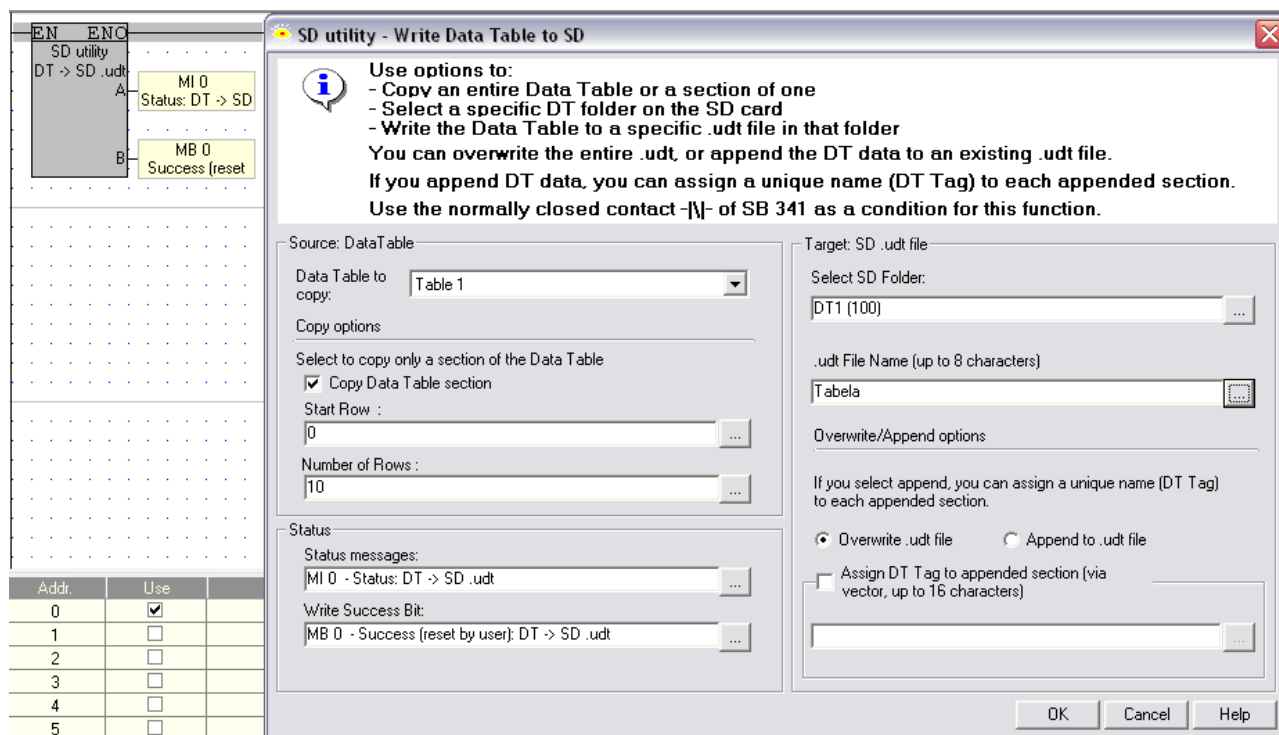 EN ENO
SD utility
DT -> SD .udt
A
MI 0
Status: DT -> SD
B
MB 0
Success (reset
SD utility - Write Data Table to SD
Use options to:
- Copy an entire Data Table or a section of one
- Select a specific DT folder on the SD card
- Write the Data Table to a specific .udt file in that folder
You can overwrite the entire .udt, or append the DT data to an existing .udt file.
If you append DT data, you can assign a unique name (DT Tag) to each appended section.
Use the normally closed contact -|\|- of SB 341 as a condition for this function.
Source: DataTable
Data Table to
copy:
Table 1
Copy options
Select to copy only a section of the Data Table
Copy Data Table section
Start Row :
0
...
Number of Rows :
10
...
Status
Status messages:
MI 0 - Status: DT -> SD .udt
...
Write Success Bit:
MB 0 - Success (reset by user): DT -> SD .udt
...
Target: SD .udt file
Select SD Folder:
DT1 (100)
...
.udt File Name (up to 8 characters)
Tabela
...
Overwrite/Append options
If you select append, you can assign a unique name (DT Tag)
to each appended section.
Overwrite .udt file Append to .udt file
Assign DT Tag to appended section (via
vector, up to 16 characters)
...
OK Cancel Help
Addr. Use
0
1
2
3
4
5